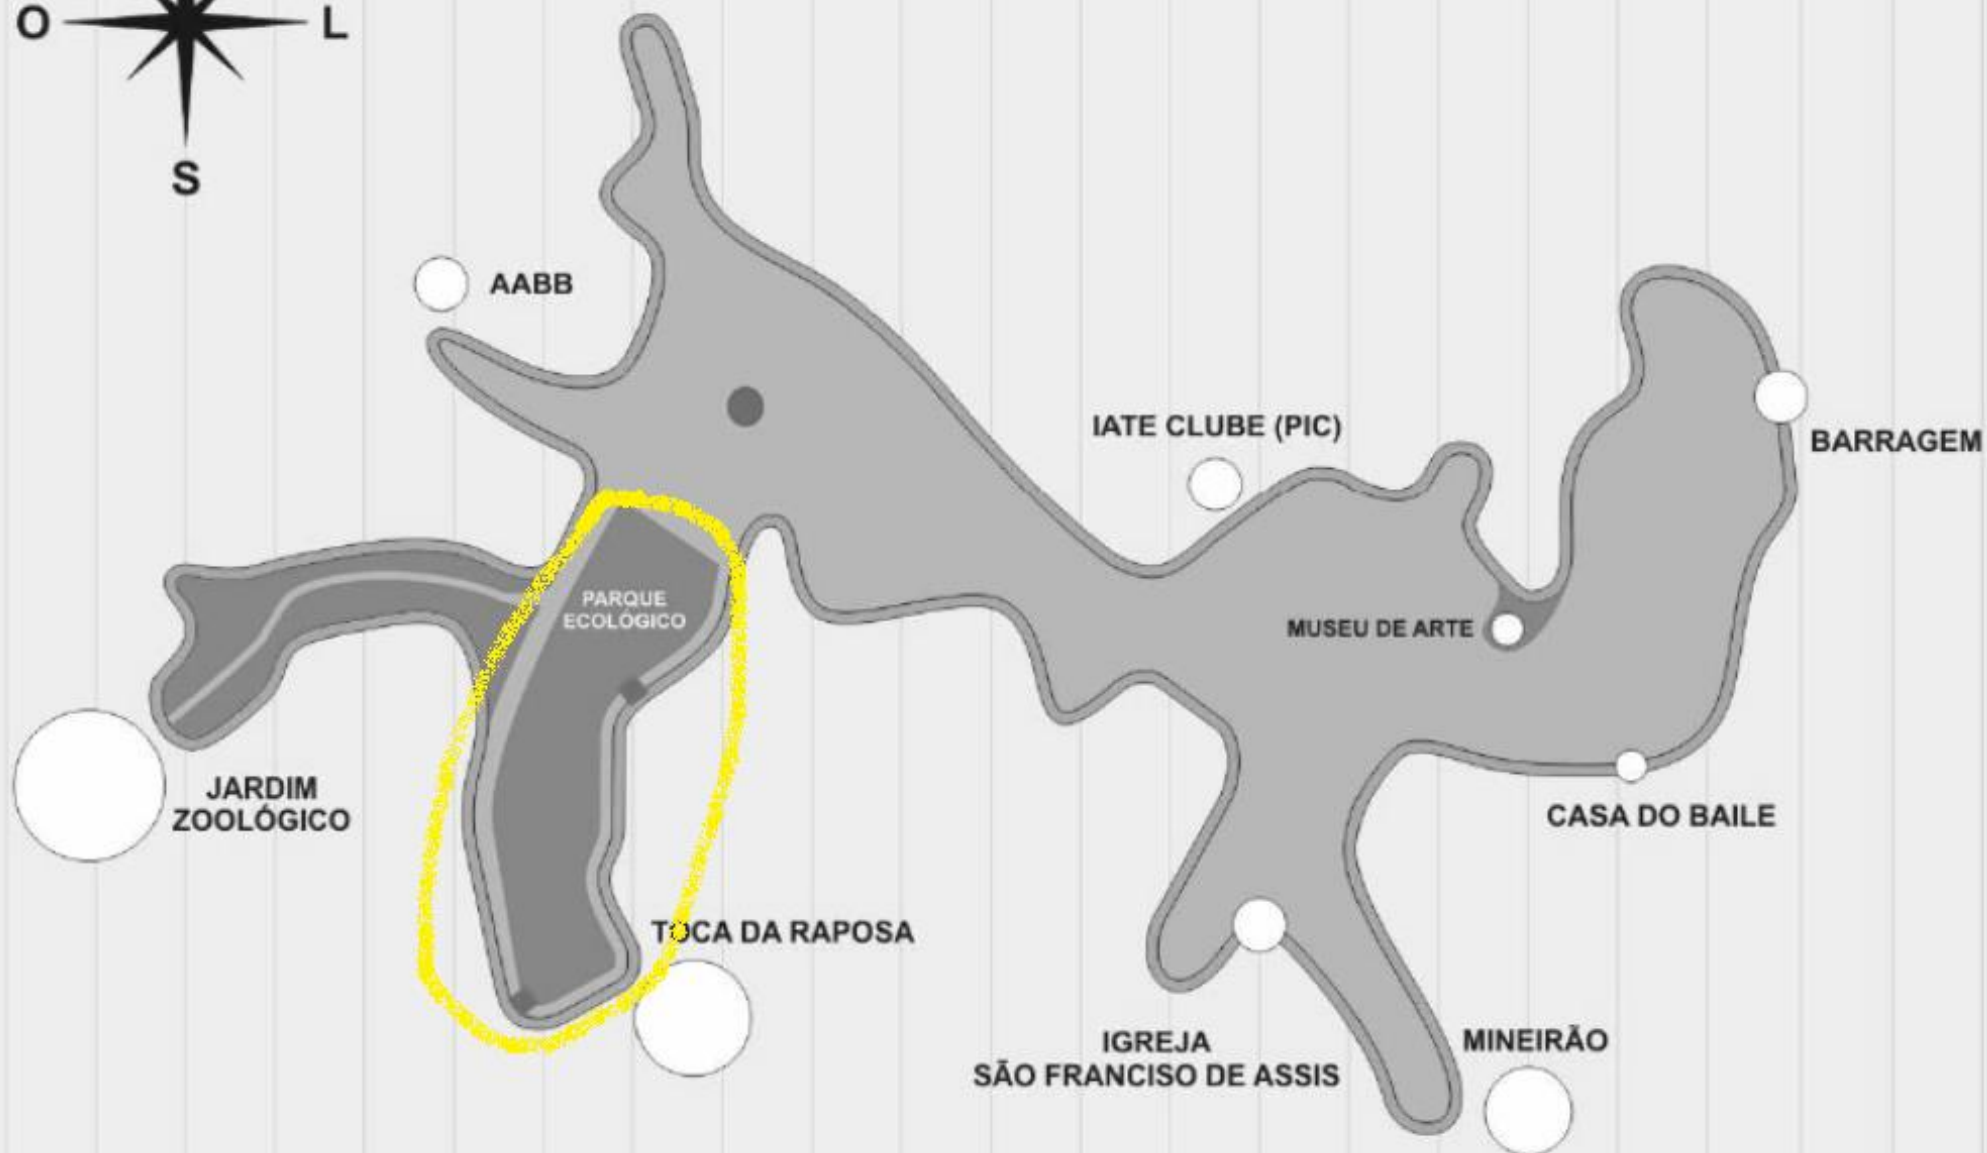 O
L
S
AABB
IATE CLUBE (PIC)
BARRAGEM
PARQUE
ECOLÓGICO
MUSEU DE ARTE
JARDIM
ZOOLÓGICO
CASA DO BAILE
TOCA DA RAPOSA
IGREJA
SÃO FRANCISO DE ASSIS
MINEIRÃO